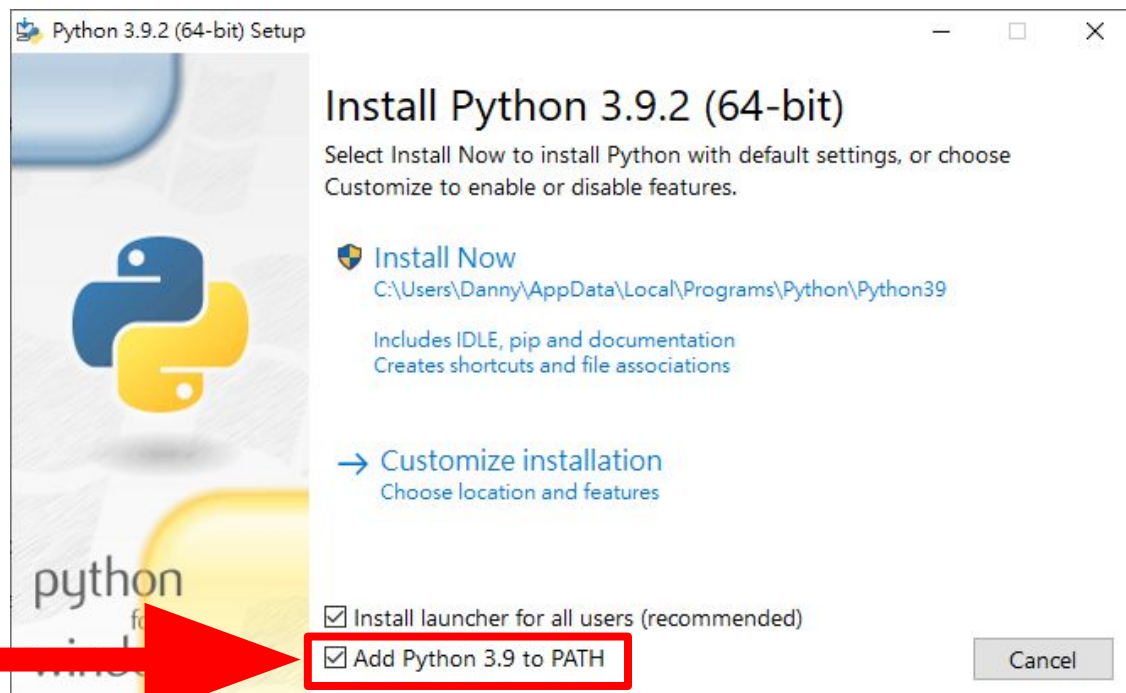 Python 3.9.2 (64-bit) Setup
Install Python 3.9.2 (64-bit)
Select Install Now to install Python with default settings, or choose
Customize to enable or disable features.
Install Now
C:\Users\Danny\AppData\Local\Programs\Python\Python39
Includes IDLE, pip and documentation
Creates shortcuts and file associations
Customize installation
Choose location and features
python
Install launcher for all users (recommended)
Add Python 3.9 to PATH
Cancel